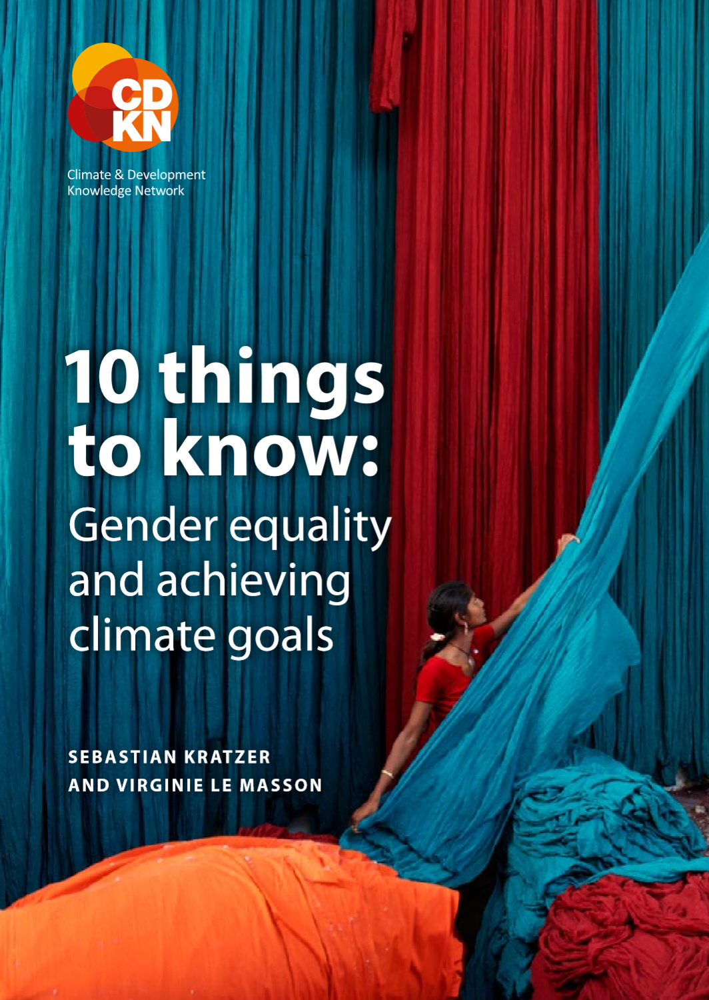 CD
KN
Climate & Development
Knowledge Network
10 things
to know:
Gender equality
and achieving
climate goals
SEBASTIAN KRATZER
AND VIRGINIE LE MASSON